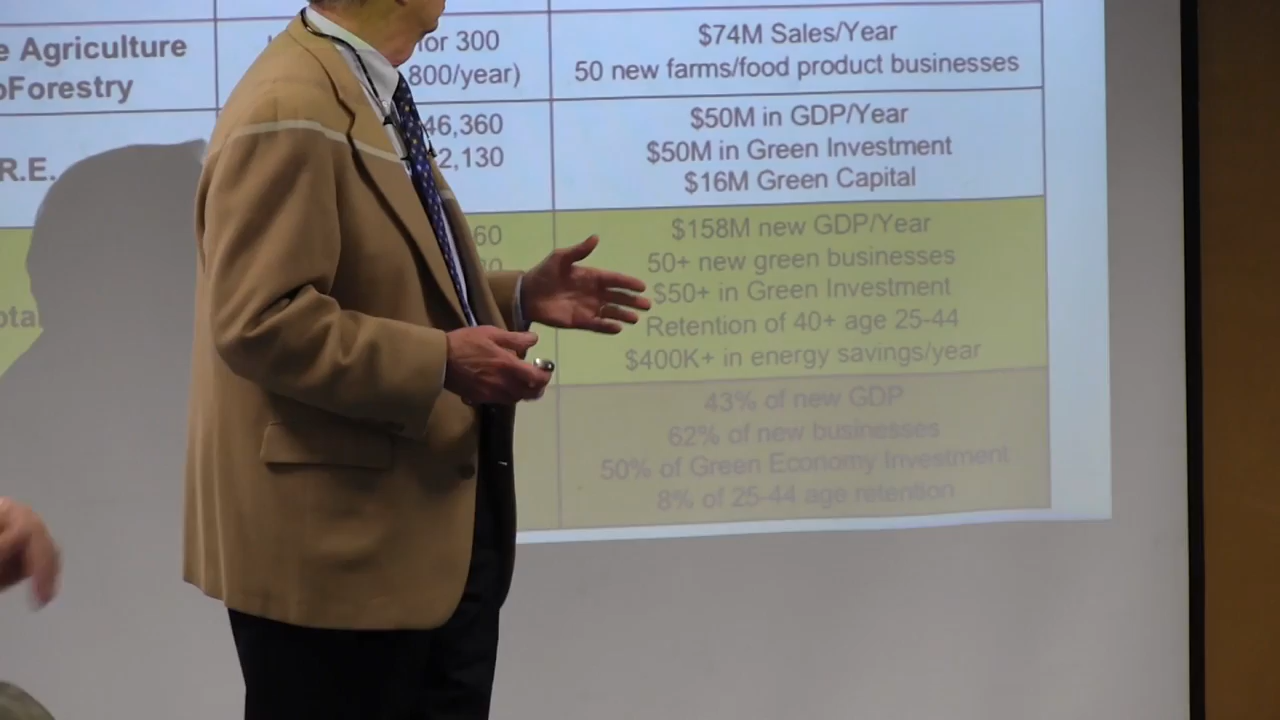 e Agriculture
oForestry
for 300
800/year)
$74M Sales/Year
50 new farms/food product businesses
R.E.
46,360
2,130
$50M in GDP/Year
$50M in Green Investment
$16M Green Capital
otal
60
$158M new GDP/Year
50+ new green businesses
$50+ in Green Investment
Retention of 40+ age 25-44
$400K+ in energy savings/year
43% of new GDP
62% of new businesses
50% of Green Economy Investment
8% of 25-44 age retention